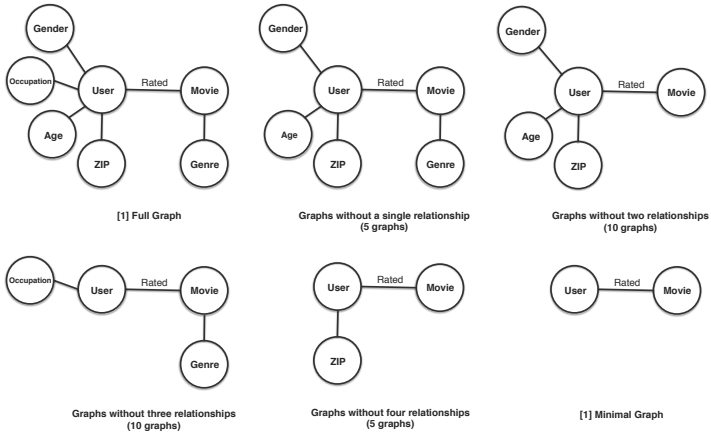 Gender
Occupation
User
Rated
Movie
Age
ZIP
Genre
[1] Full Graph
Gender
User
Rated
Movie
Age
ZIP
Genre
Graphs without a single relationship
(5 graphs)
Gender
User
Rated
Movie
Age
ZIP
Graphs without two relationships
(10 graphs)
Occupation
User
Rated
Movie
Genre
Graphs without three relationships
(10 graphs)
User
Rated
Movie
ZIP
Graphs without four relationships
(5 graphs)
User
Rated
Movie
[1] Minimal Graph